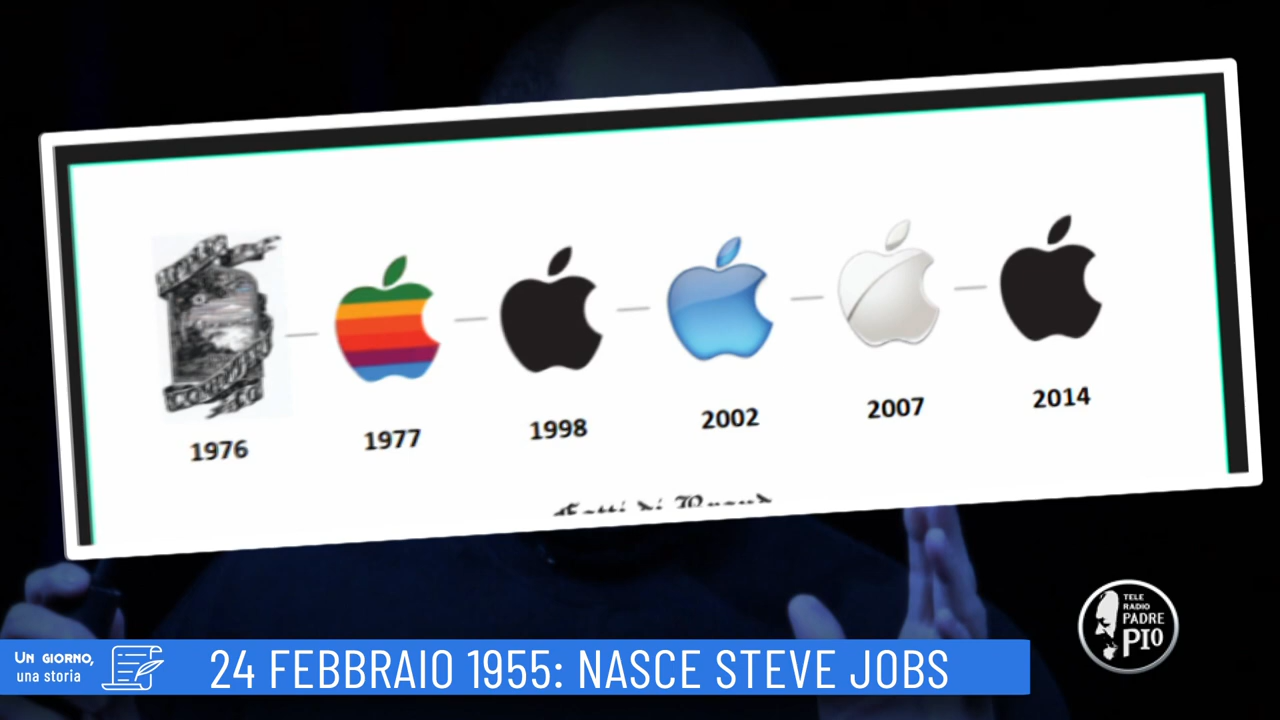 1976
1977
1998
2002
2007
2014
Un giorno,
una storia
24 FEBBRAIO 1955: NASCE STEVE JOBS
TELE
RADIO
PADRE
PIO